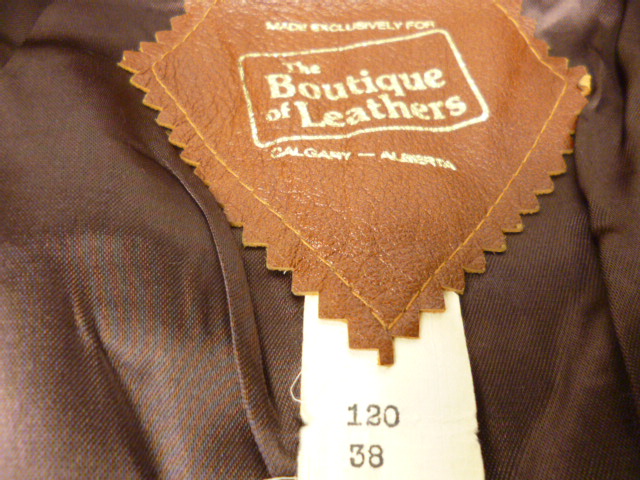 MADE EXCLUSIVELY FOR
The
Boutique
of Leathers
CALGARY — ALBERTA
120
38